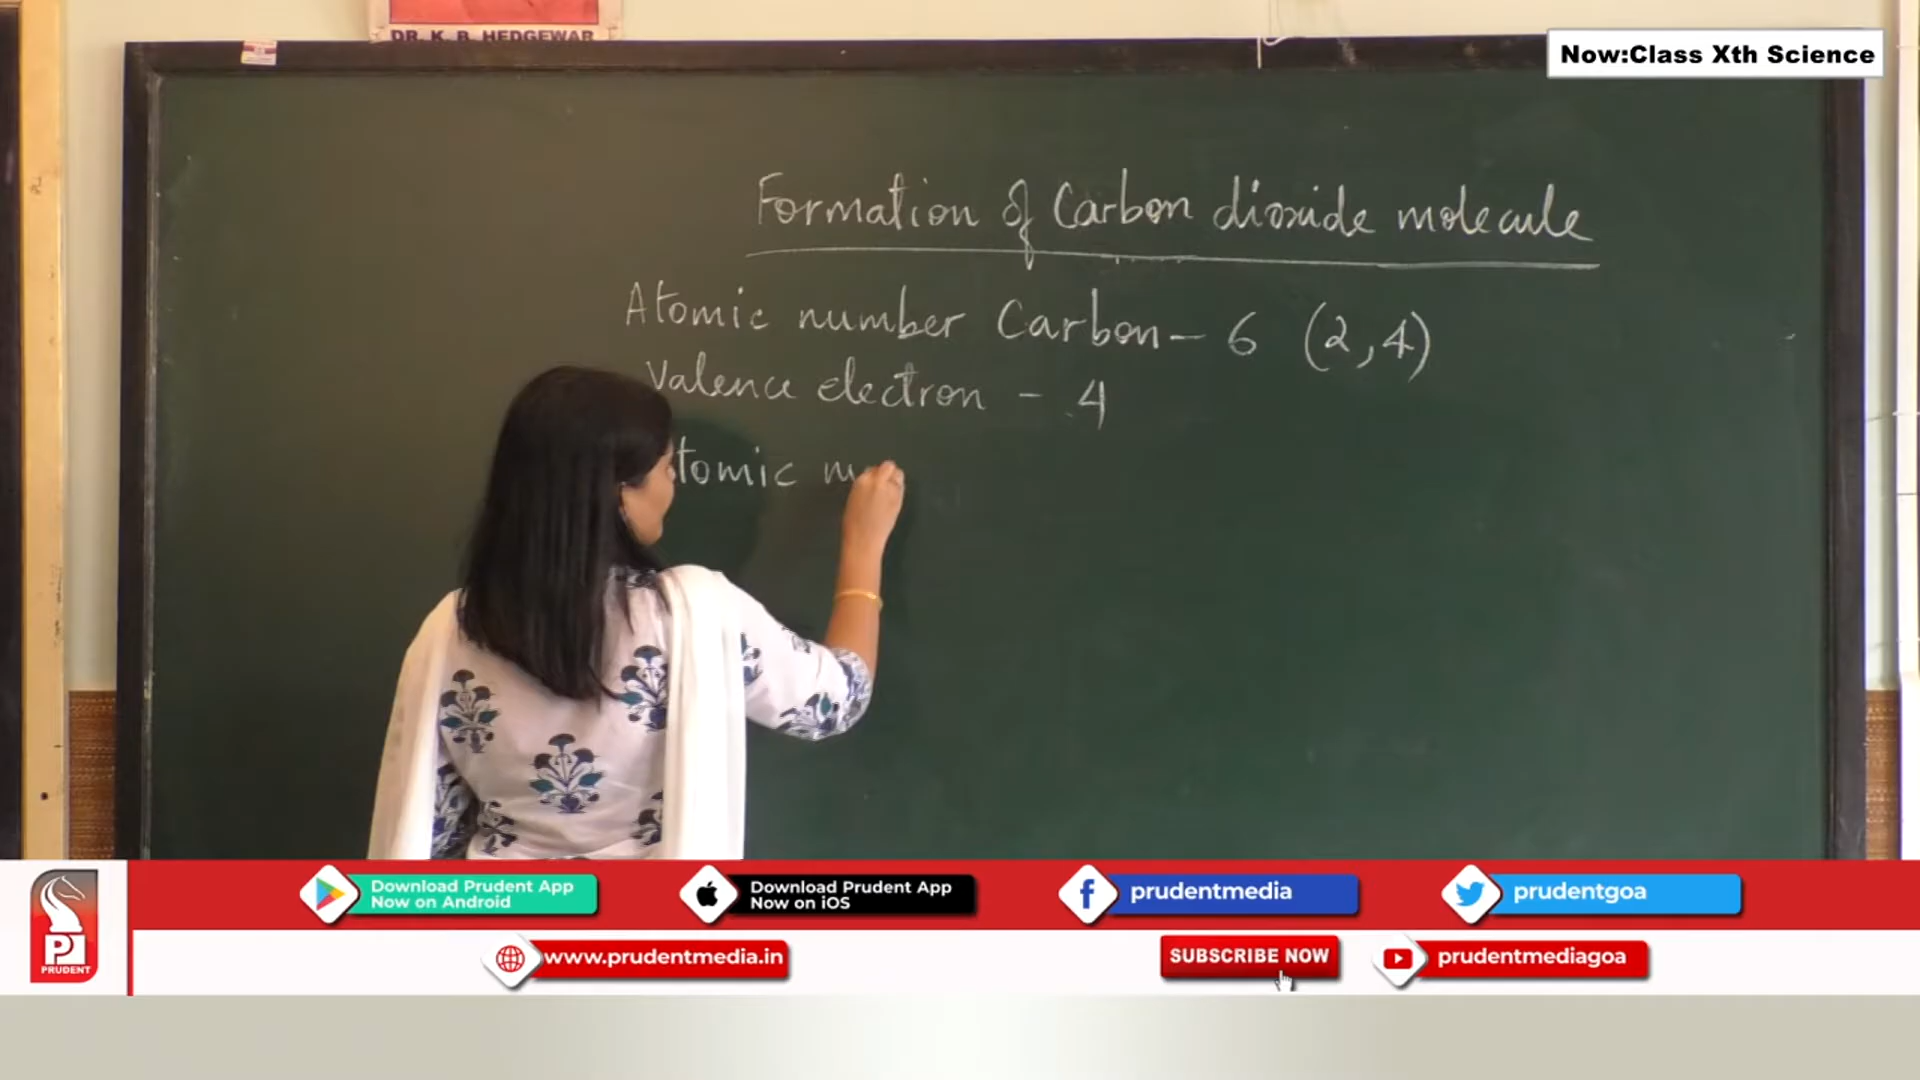 DR. K. B. HEDGEWAR
Now:Class Xth Science
Formation of Carbon dioxide molecule
Atomic number Carbon - 6 (2,4)
Valence electron - 4
tomic
Download Prudent App
Now on Android
Download Prudent App
Now on iOS
prudentmedia
prudentgoa
PRUDENT
www.prudentmedia.in
SUBSCRIBE NOW
prudentmediagoa